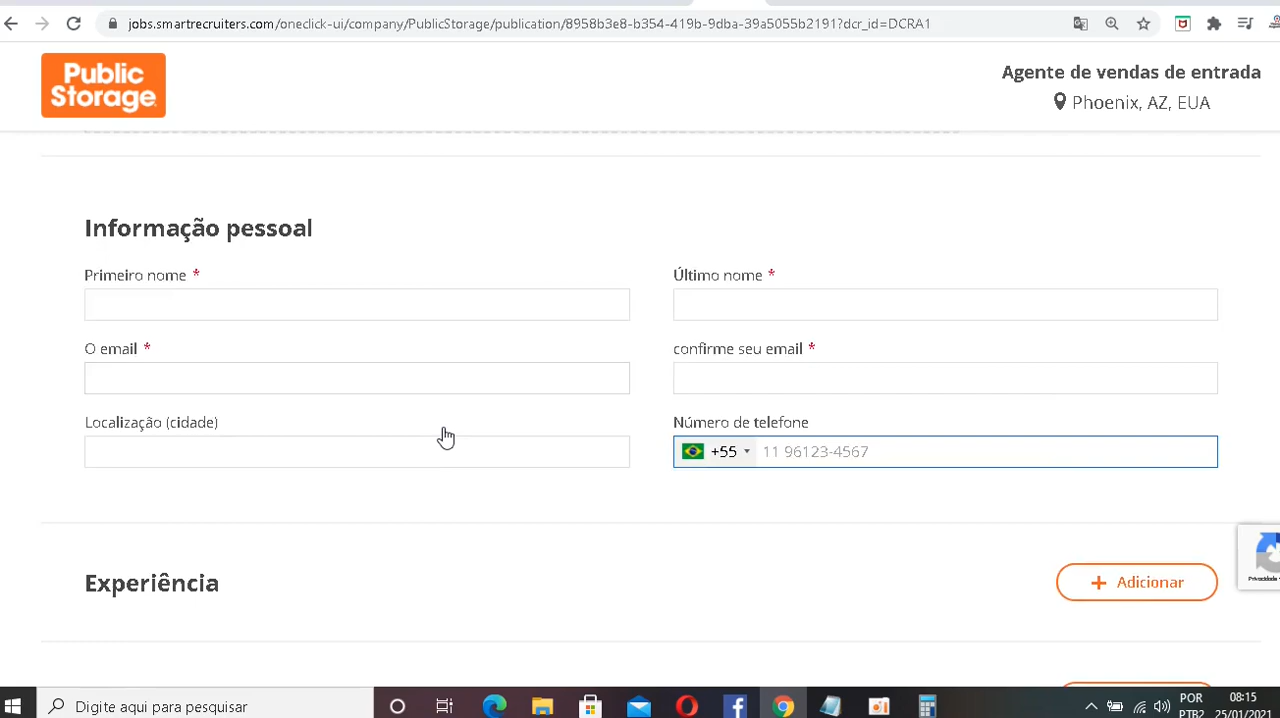 jobs.smartrecruiters.com/oneclick-ui/company/PublicStorage/publication/8958b3e8-b354-419b-9dba-39a5055b2191?dcr_id=DCRA1
Public
Storage
Agente de vendas de entrada
Phoenix, AZ, EUA
Informação pessoal
Primeiro nome *
Último nome *
O email *
confirme seu email *
Localização (cidade)
Número de telefone
+55 11 96123-4567
Experiência
+ Adicionar
Privacidade
Digite aqui para pesquisar
POR
PTB2
08:15
25/01/2021